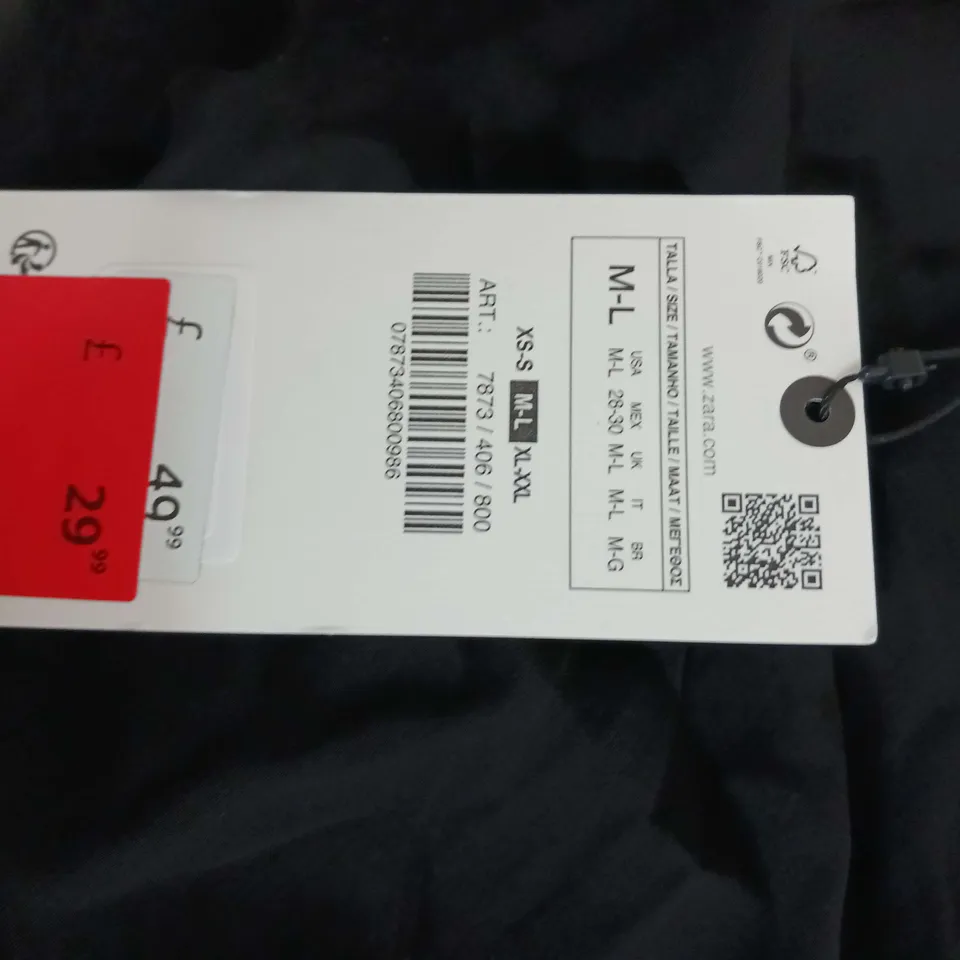 FSC
MIX
®
www.zara.com
TALLA / SIZE / TAMANHO / TAILLE / MAAT / ΜΕΓΕΘΟΣ
USA MEX UK IT BR
M-L M-L 28-30 M-L M-L M-G
XS-S M-L XL-XXL
ART.: 7873 / 406 / 800
07873406800986
£ 49.99
£ 29.99